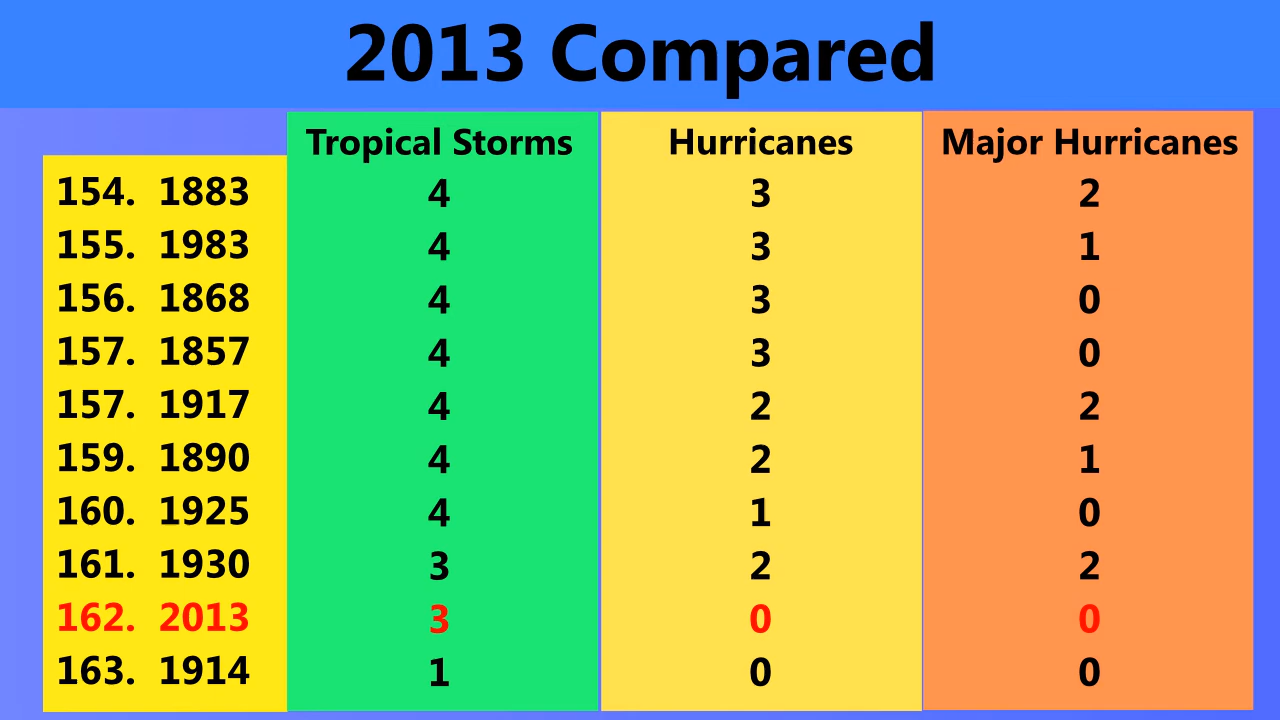 2013 Compared
Tropical Storms Hurricanes Major Hurricanes
154. 1883 4 3 2
155. 1983 4 3 1
156. 1868 4 3 0
157. 1857 4 3 0
157. 1917 4 2 2
159. 1890 4 2 1
160. 1925 4 1 0
161. 1930 3 2 2
162. 2013 3 0 0
163. 1914 1 0 0